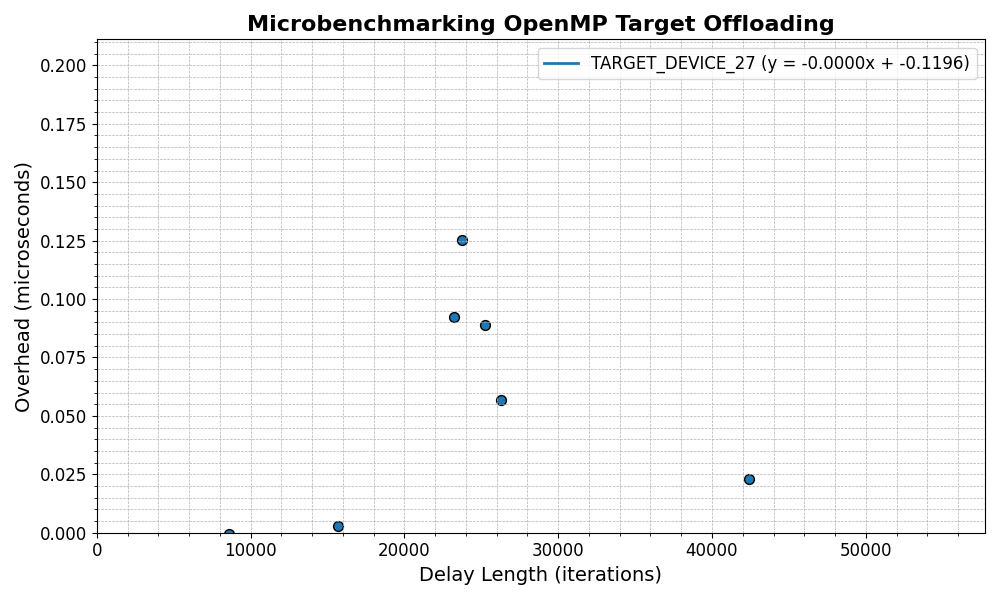 Microbenchmarking OpenMP Target Offloading
TARGET_DEVICE_27 (y = -0.0000x + -0.1196)
Overhead (microseconds)
0.200
0.175
0.150
0.125
0.100
0.075
0.050
0.025
0.000
0 10000 20000 30000 40000 50000
Delay Length (iterations)